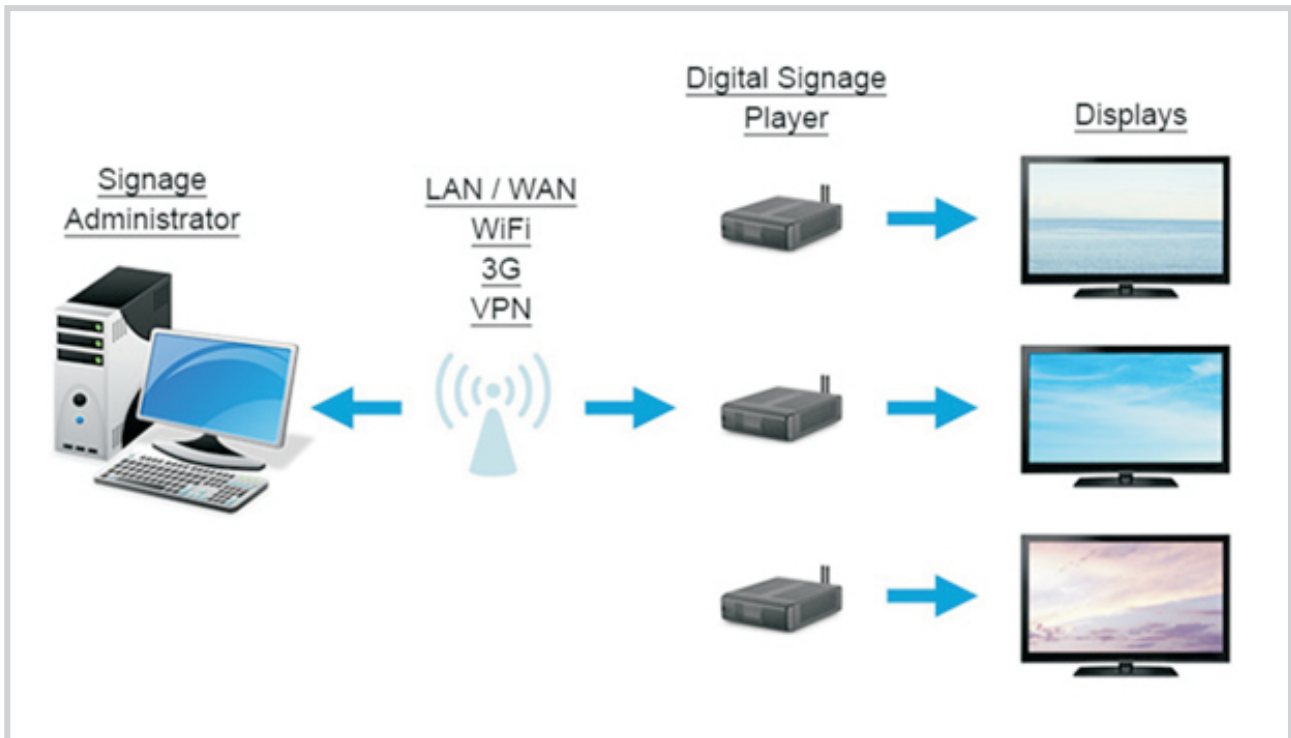 Signage
Administrator
LAN / WAN
WiFi
3G
VPN
Digital Signage
Player
Displays